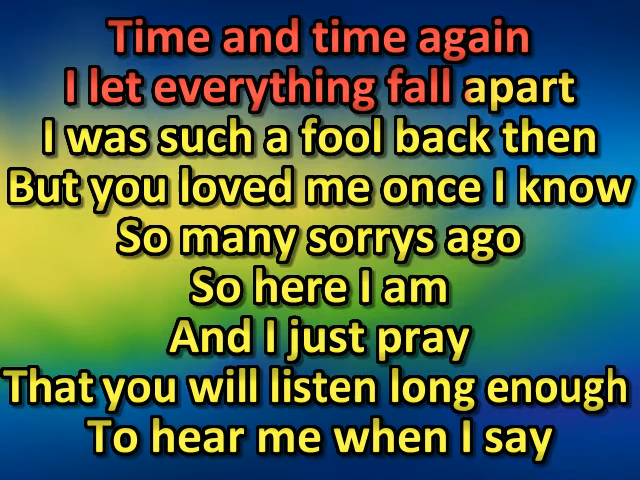 Time and time again
I let everything fall apart
I was such a fool back then
But you loved me once I know
So many sorrys ago
So here I am
And I just pray
That you will listen long enough
To hear me when I say